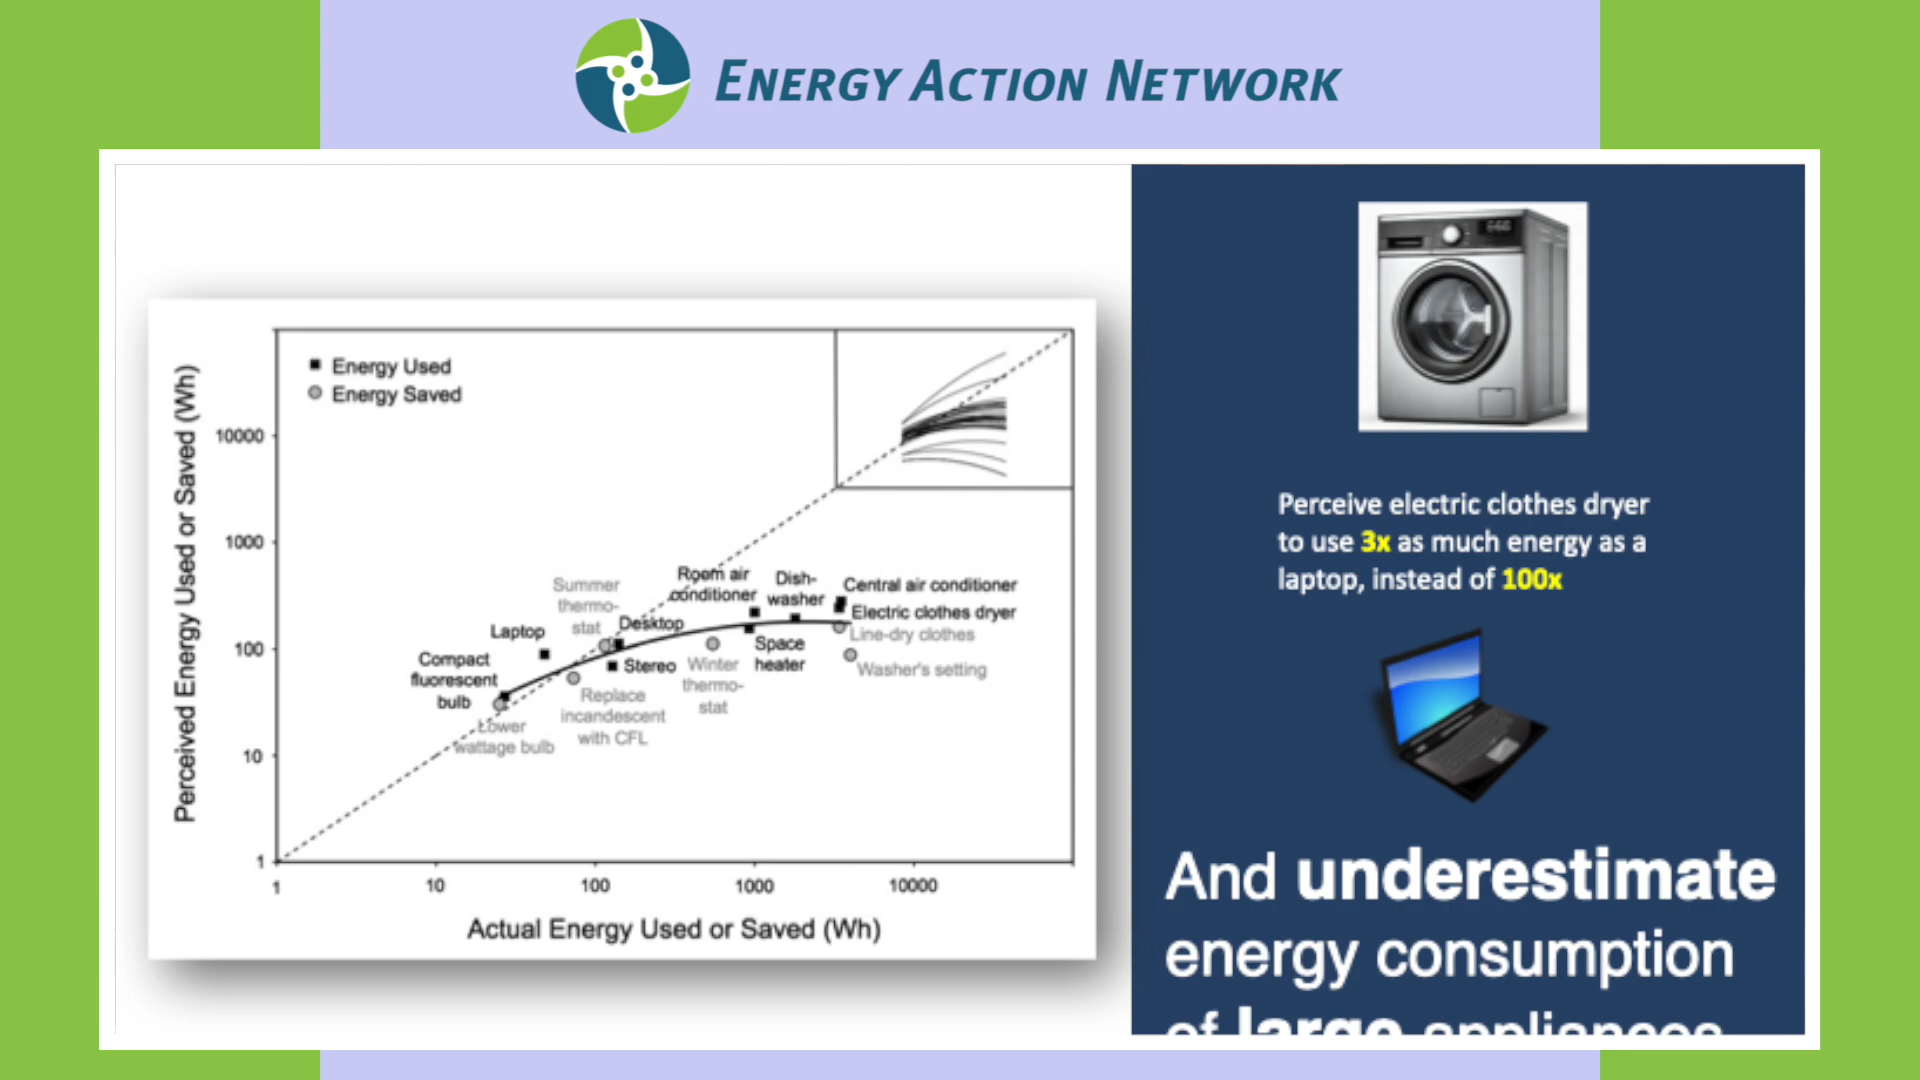 ENERGY ACTION NETWORK
Energy Used
Energy Saved
Perceived Energy Used or Saved (Wh)
10000
1000
100
10
1
Summer
thermo-
stat
Room air
conditioner
Dish-
washer
Central air conditioner
Electric clothes dryer
Line-dry clothes
Washer's setting
Laptop
Desktop
Stereo
Winter
thermo-
stat
Space
heater
Compact
fluorescent
bulb
Replace
incandescent
with CFL
Lower
wattage bulb
1
10
100
1000
10000
Actual Energy Used or Saved (Wh)
Perceive electric clothes dryer
to use 3x as much energy as a
laptop, instead of 100x
And underestimate
energy consumption
of large appliances